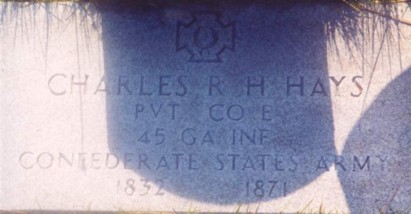 CHARLES R H HAYS
PVT CO E
45 GA INF
CONFEDERATE STATES ARMY
1832 1871